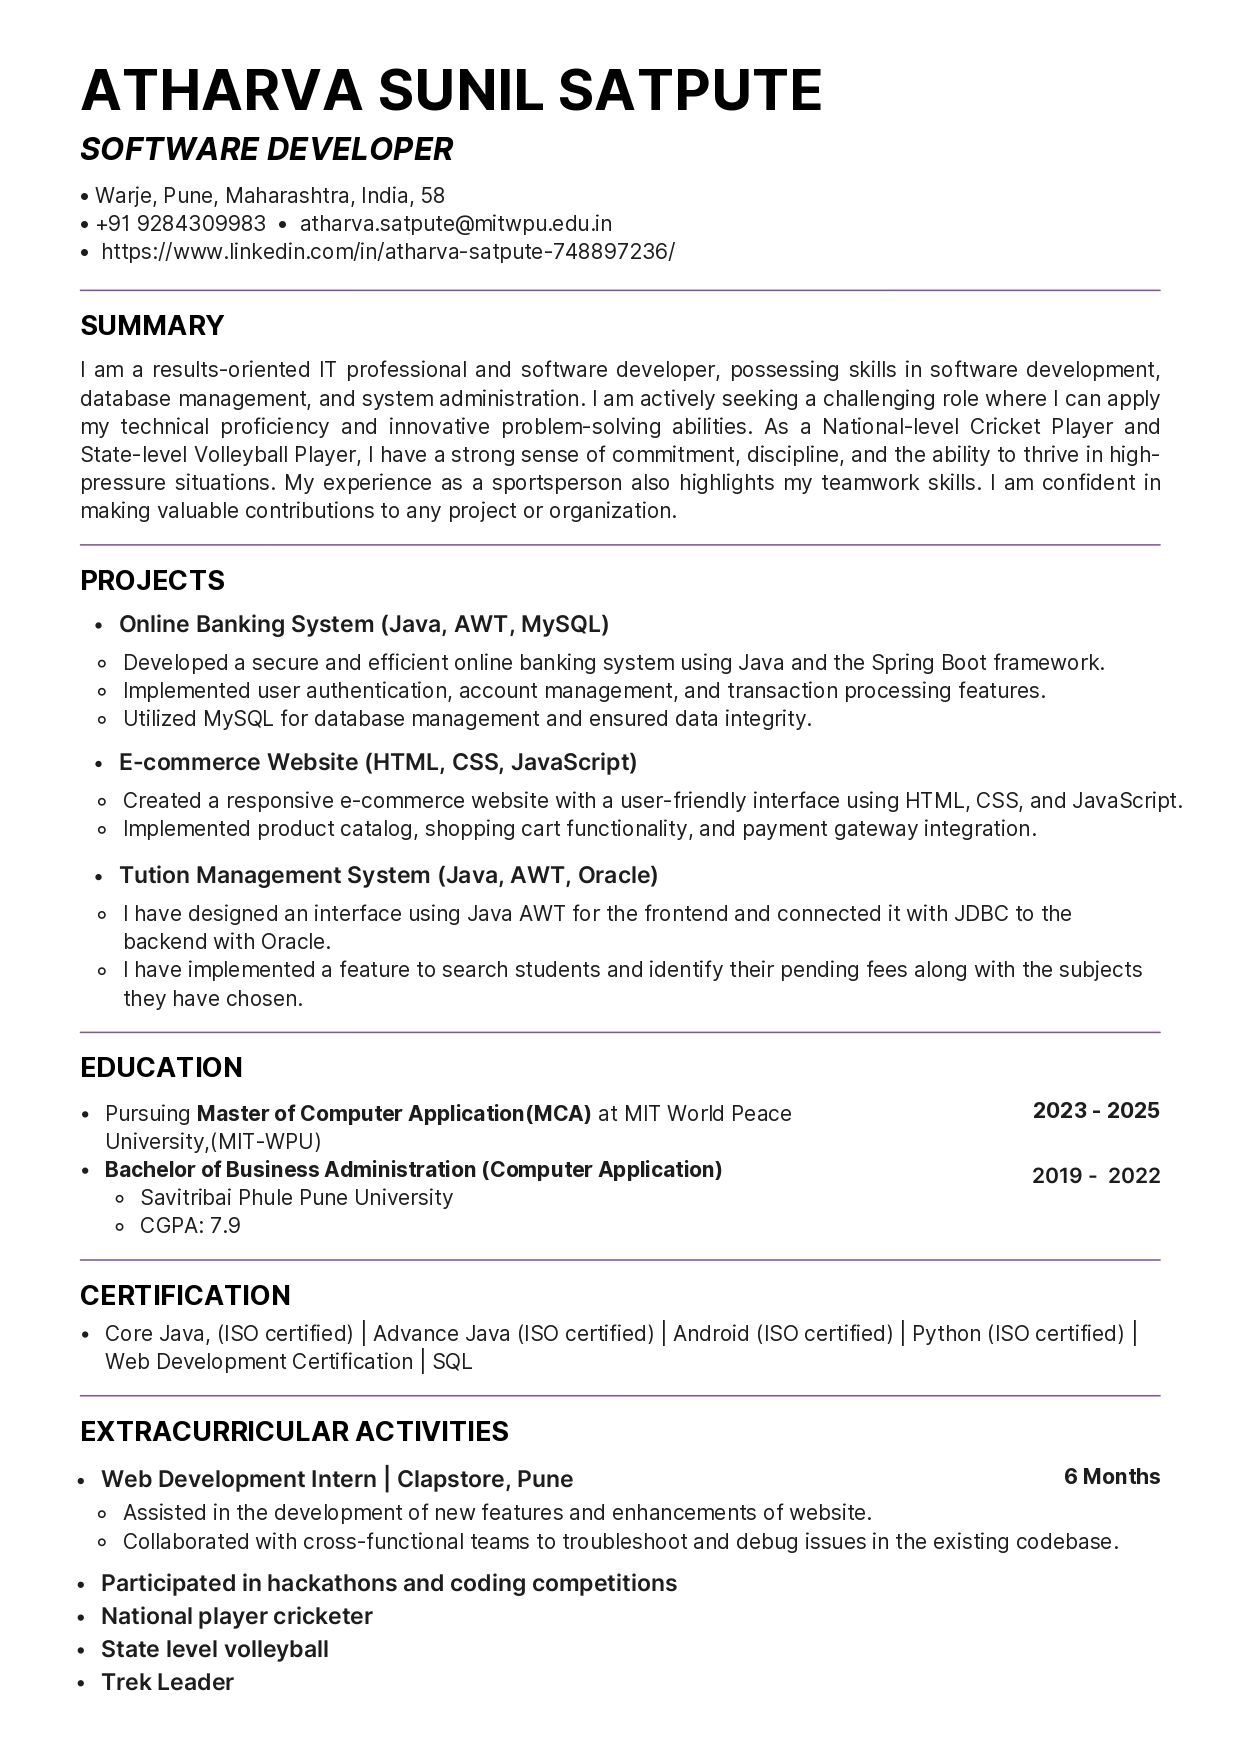 ATHARVA SUNIL SATPUTE
SOFTWARE DEVELOPER
• Warje, Pune, Maharashtra, India, 58
• +91 9284309983 • atharva.satpute@mitwpu.edu.in
• https://www.linkedin.com/in/atharva-satpute-748897236/
SUMMARY
I am a results-oriented IT professional and software developer, possessing skills in software development,
database management, and system administration. I am actively seeking a challenging role where I can apply
my technical proficiency and innovative problem-solving abilities. As a National-level Cricket Player and
State-level Volleyball Player, I have a strong sense of commitment, discipline, and the ability to thrive in high-
pressure situations. My experience as a sportsperson also highlights my teamwork skills. I am confident in
making valuable contributions to any project or organization.
PROJECTS
• Online Banking System (Java, AWT, MySQL)
◦ Developed a secure and efficient online banking system using Java and the Spring Boot framework.
◦ Implemented user authentication, account management, and transaction processing features.
◦ Utilized MySQL for database management and ensured data integrity.
• E-commerce Website (HTML, CSS, JavaScript)
◦ Created a responsive e-commerce website with a user-friendly interface using HTML, CSS, and JavaScript.
◦ Implemented product catalog, shopping cart functionality, and payment gateway integration.
• Tution Management System (Java, AWT, Oracle)
◦ I have designed an interface using Java AWT for the frontend and connected it with JDBC to the
backend with Oracle.
◦ I have implemented a feature to search students and identify their pending fees along with the subjects
they have chosen.
EDUCATION
• Pursuing Master of Computer Application(MCA) at MIT World Peace 2023 - 2025
University,(MIT-WPU)
• Bachelor of Business Administration (Computer Application) 2019 - 2022
◦ Savitribai Phule Pune University
◦ CGPA: 7.9
CERTIFICATION
• Core Java, (ISO certified) | Advance Java (ISO certified) | Android (ISO certified) | Python (ISO certified) |
Web Development Certification | SQL
EXTRACURRICULAR ACTIVITIES
• Web Development Intern | Clapstore, Pune 6 Months
◦ Assisted in the development of new features and enhancements of website.
◦ Collaborated with cross-functional teams to troubleshoot and debug issues in the existing codebase.
• Participated in hackathons and coding competitions
• National player cricketer
• State level volleyball
• Trek Leader